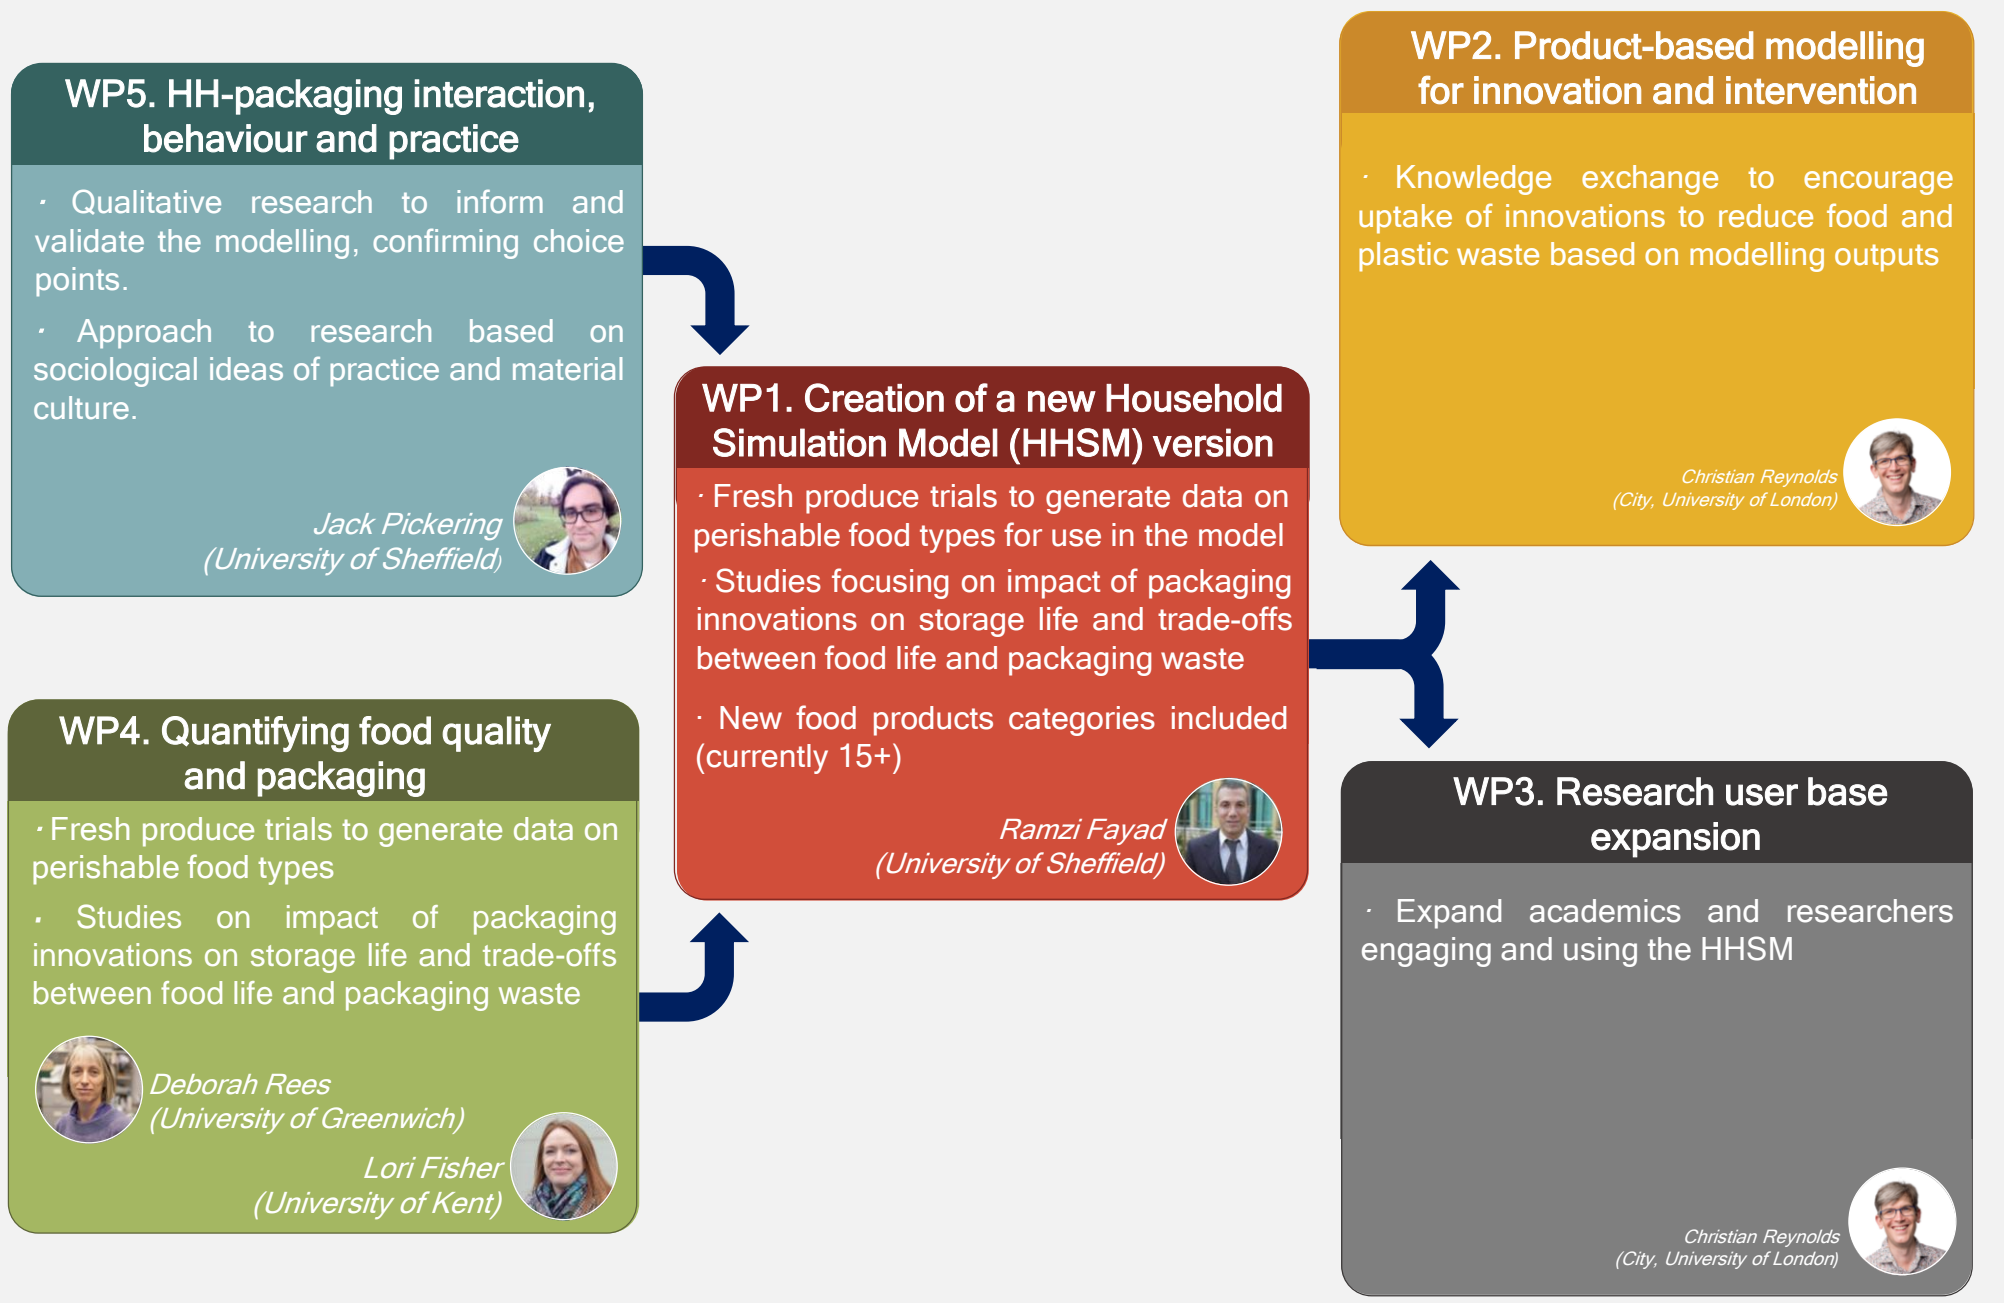 WP5. HH-packaging interaction,
behaviour and practice
· Qualitative research to inform and
validate the modelling, confirming choice
points.
· Approach to research based on
sociological ideas of practice and material
culture.
Jack Pickering
(University of Sheffield)
WP4. Quantifying food quality
and packaging
· Fresh produce trials to generate data on
perishable food types
· Studies on impact of packaging
innovations on storage life and trade-offs
between food life and packaging waste
Deborah Rees
(University of Greenwich)
Lori Fisher
(University of Kent)
WP1. Creation of a new Household
Simulation Model (HHSM) version
· Fresh produce trials to generate data on
perishable food types for use in the model
· Studies focusing on impact of packaging
innovations on storage life and trade-offs
between food life and packaging waste
· New food products categories included
(currently 15+)
Ramzi Fayad
(University of Sheffield)
WP2. Product-based modelling
for innovation and intervention
· Knowledge exchange to encourage
uptake of innovations to reduce food and
plastic waste based on modelling outputs
Christian Reynolds
(City, University of London)
WP3. Research user base
expansion
· Expand academics and researchers
engaging and using the HHSM
Christian Reynolds
(City, University of London)